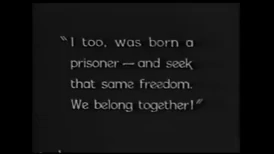 "I too, was born a
prisoner — and seek
that same freedom.
We belong together!"